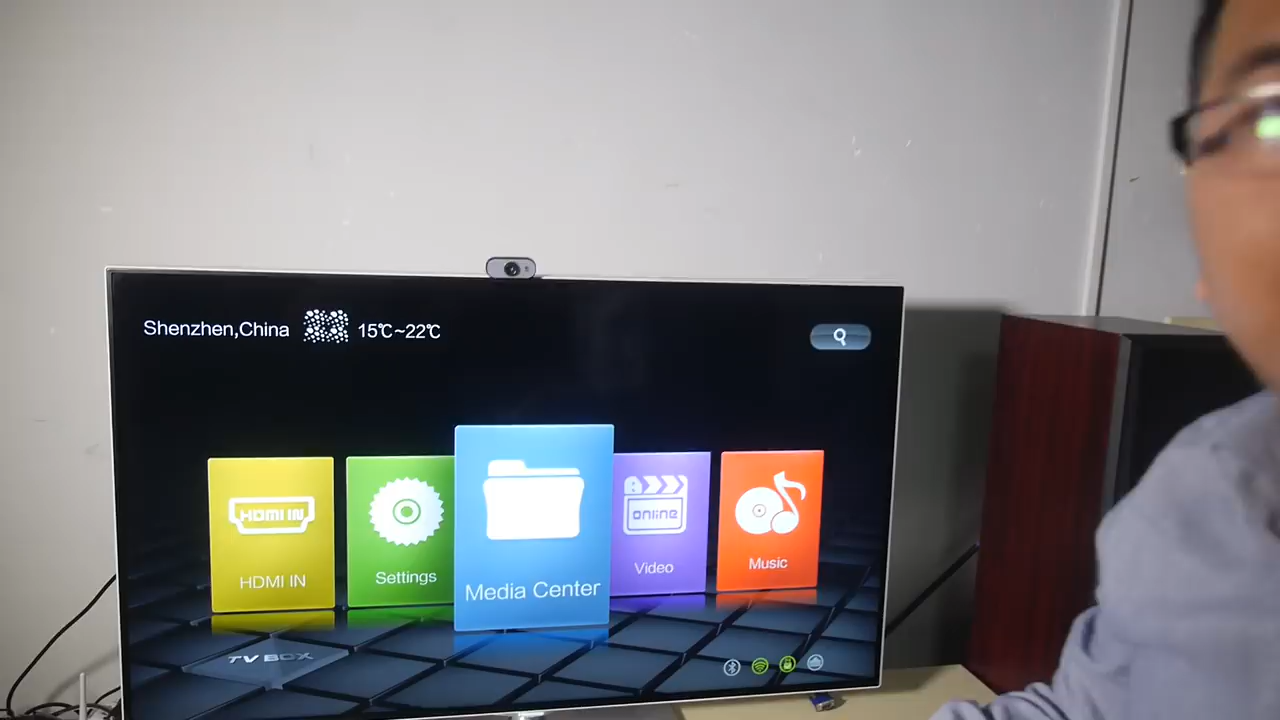 Shenzhen,China 15℃~22℃
HDMI IN
HDMI IN
Settings
Media Center
online
Video
Music
TV BOX